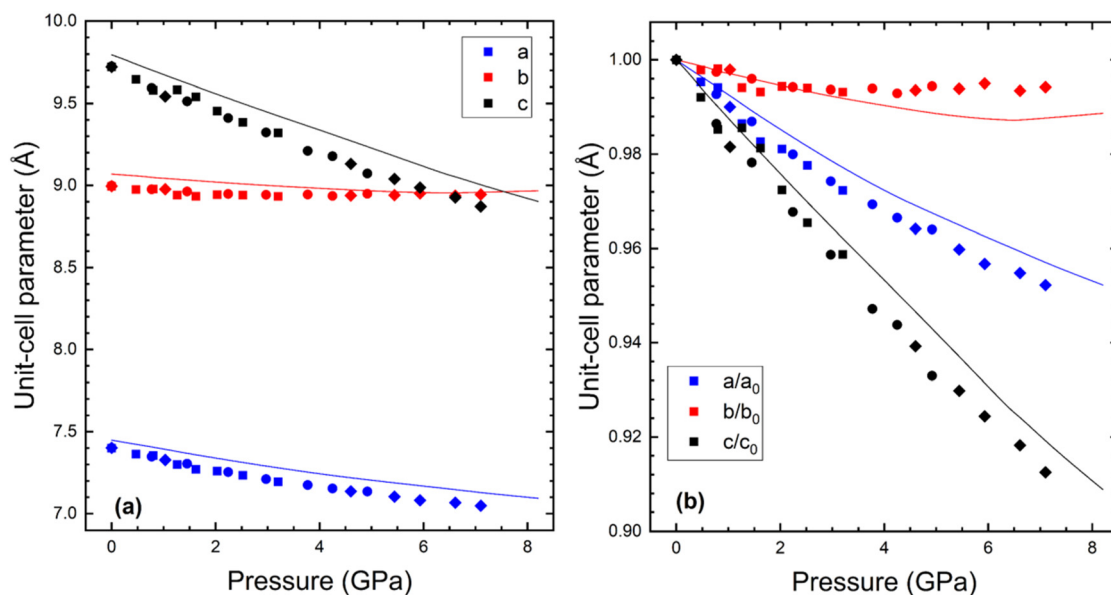 10.0
9.5
9.0
8.5
8.0
7.5
7.0
Unit-cell parameter (Å)
a
b
c
(a)
0 2 4 6 8
Pressure (GPa)
1.00
0.98
0.96
0.94
0.92
0.90
Unit-cell parameter (Å)
a/a₀
b/b₀
c/c₀
(b)
0 2 4 6 8
Pressure (GPa)